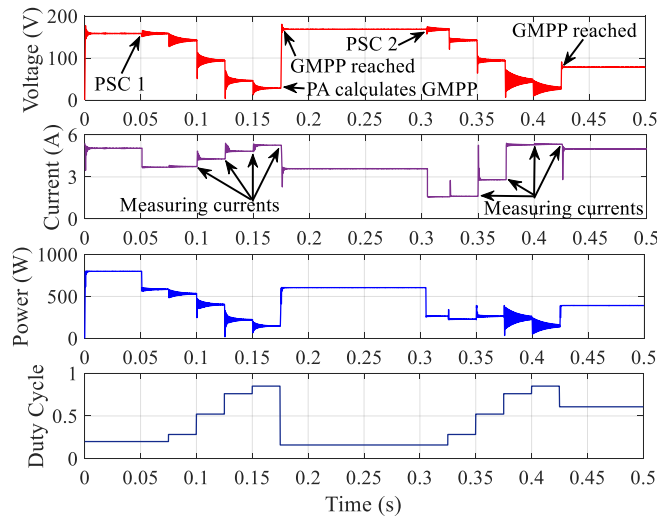 Voltage (V)
200
100
0
PSC 1
GMPP reached
PA calculates GMPP
PSC 2
GMPP reached
0 0.05 0.1 0.15 0.2 0.25 0.3 0.35 0.4 0.45 0.5
Current (A)
6
3
0
Measuring currents
Measuring currents
0 0.05 0.1 0.15 0.2 0.25 0.3 0.35 0.4 0.45 0.5
Power (W)
1000
500
0
0 0.05 0.1 0.15 0.2 0.25 0.3 0.35 0.4 0.45 0.5
Duty Cycle
1
0.5
0
0 0.05 0.1 0.15 0.2 0.25 0.3 0.35 0.4 0.45 0.5
Time (s)